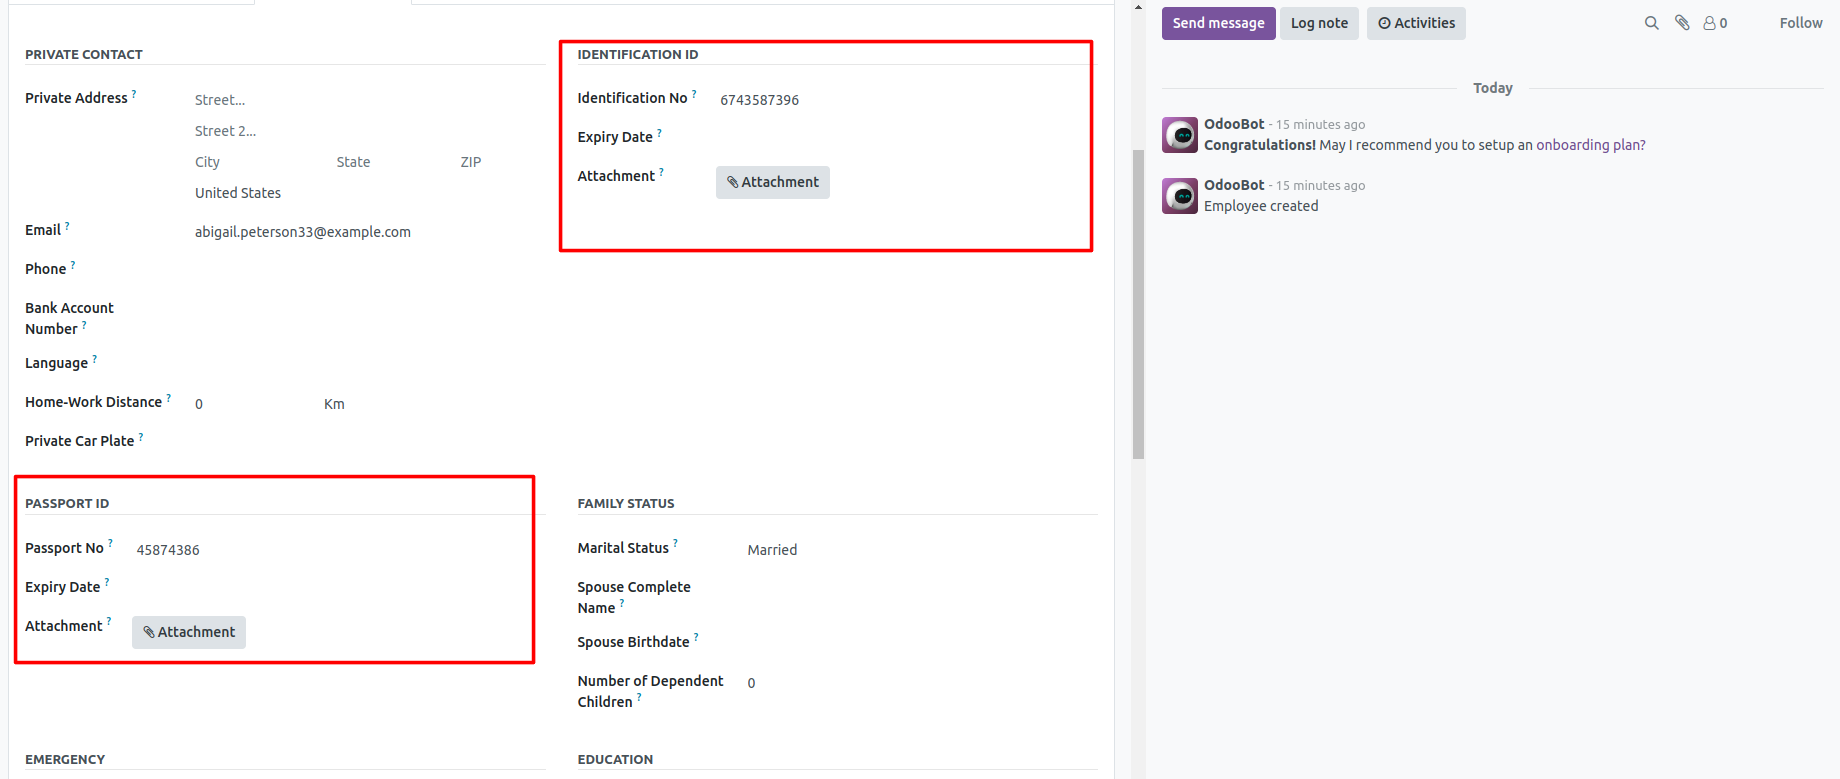 PRIVATE CONTACT
Private Address ?
Street...
Street 2...
City State ZIP
United States
Email ?
abigail.peterson33@example.com
Phone ?
Bank Account
Number ?
Language ?
Home-Work Distance ?
0 Km
Private Car Plate ?
IDENTIFICATION ID
Identification No ?
6743587396
Expiry Date ?
Attachment ?
Attachment
PASSPORT ID
Passport No ?
45874386
Expiry Date ?
Attachment ?
Attachment
FAMILY STATUS
Marital Status ?
Married
Spouse Complete
Name ?
Spouse Birthdate ?
Number of Dependent
Children ?
0
EMERGENCY
EDUCATION
Send message Log note Activities 0 Follow
Today
OdooBot - 15 minutes ago
Congratulations! May I recommend you to setup an onboarding plan?
OdooBot - 15 minutes ago
Employee created